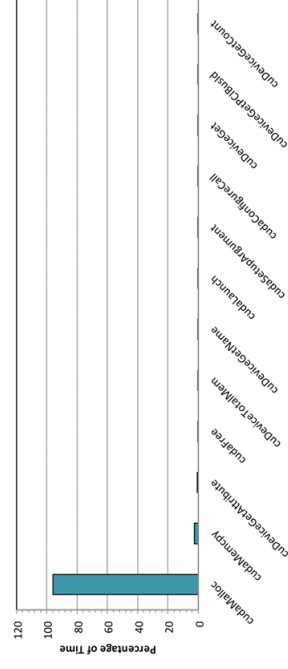 Percentage of Time
120
100
80
60
40
20
0
cudaMalloc
cudaMemcpy
cuDeviceGetAttribute
cudaFree
cuDeviceTotalMem
cuDeviceGetName
cudaLaunch
cudaSetupArgument
cudaConfigureCall
cuDeviceGet
cuDeviceGetPCIBusId
cuDeviceGetCount